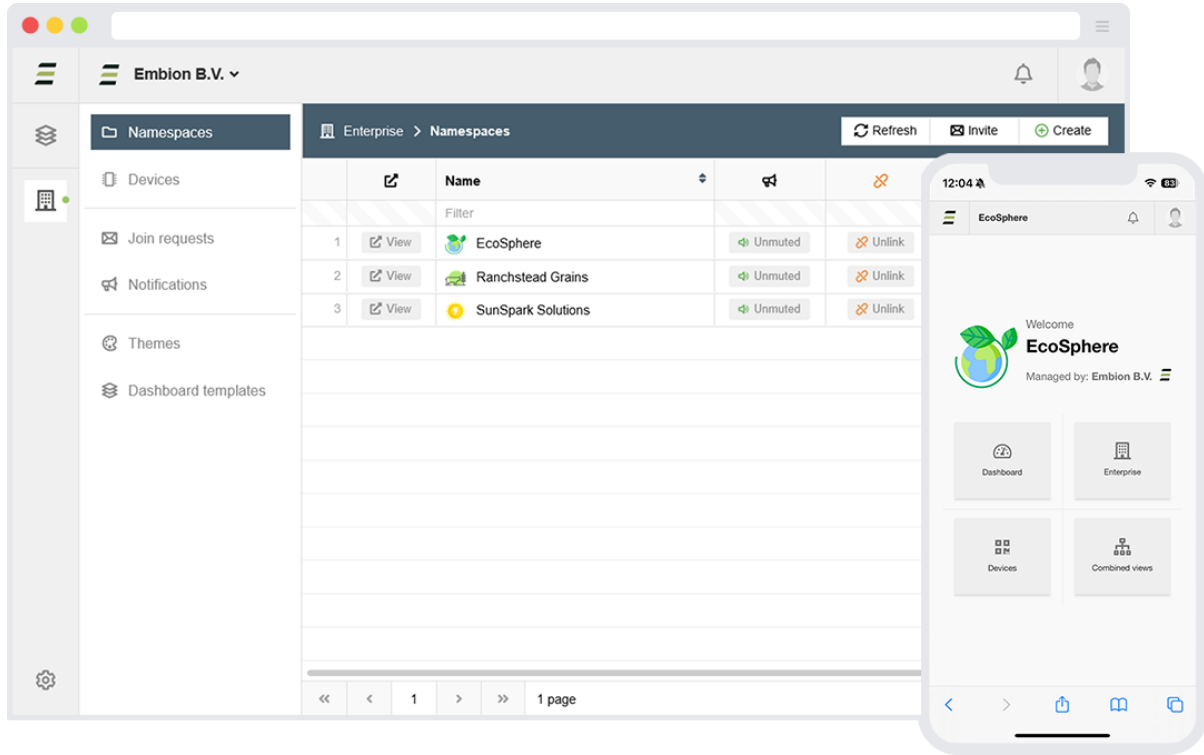 Embion B.V.
Namespaces
Devices
Join requests
Notifications
Themes
Dashboard templates
Enterprise > Namespaces
Refresh
Invite
Create
Name
Filter
1 View EcoSphere Unmuted Unlink
2 View Ranchstead Grains Unmuted Unlink
3 View SunSpark Solutions Unmuted Unlink
« < 1 > » 1 page
12:04 83
EcoSphere
Welcome
EcoSphere
Managed by: Embion B.V.
Dashboard
Enterprise
Devices
Combined views